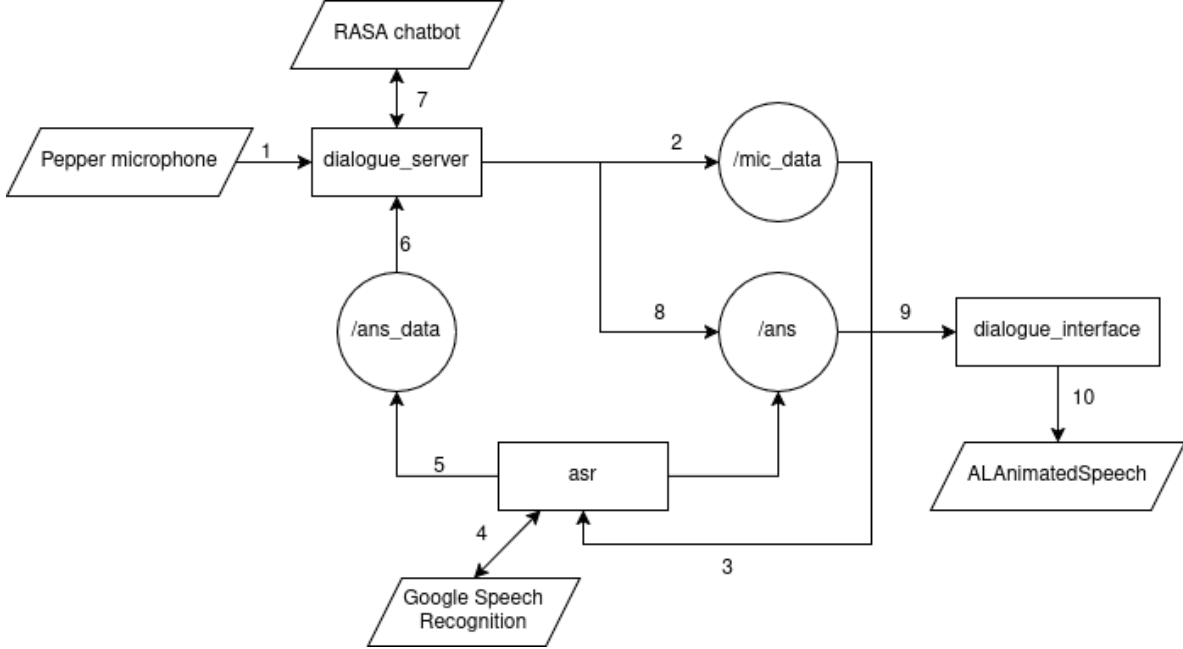 RASA chatbot
7
Pepper microphone
1
dialogue_server
2
/mic_data
6
/ans_data
8
/ans
9
dialogue_interface
10
5
asr
ALAnimatedSpeech
4
3
Google Speech
Recognition